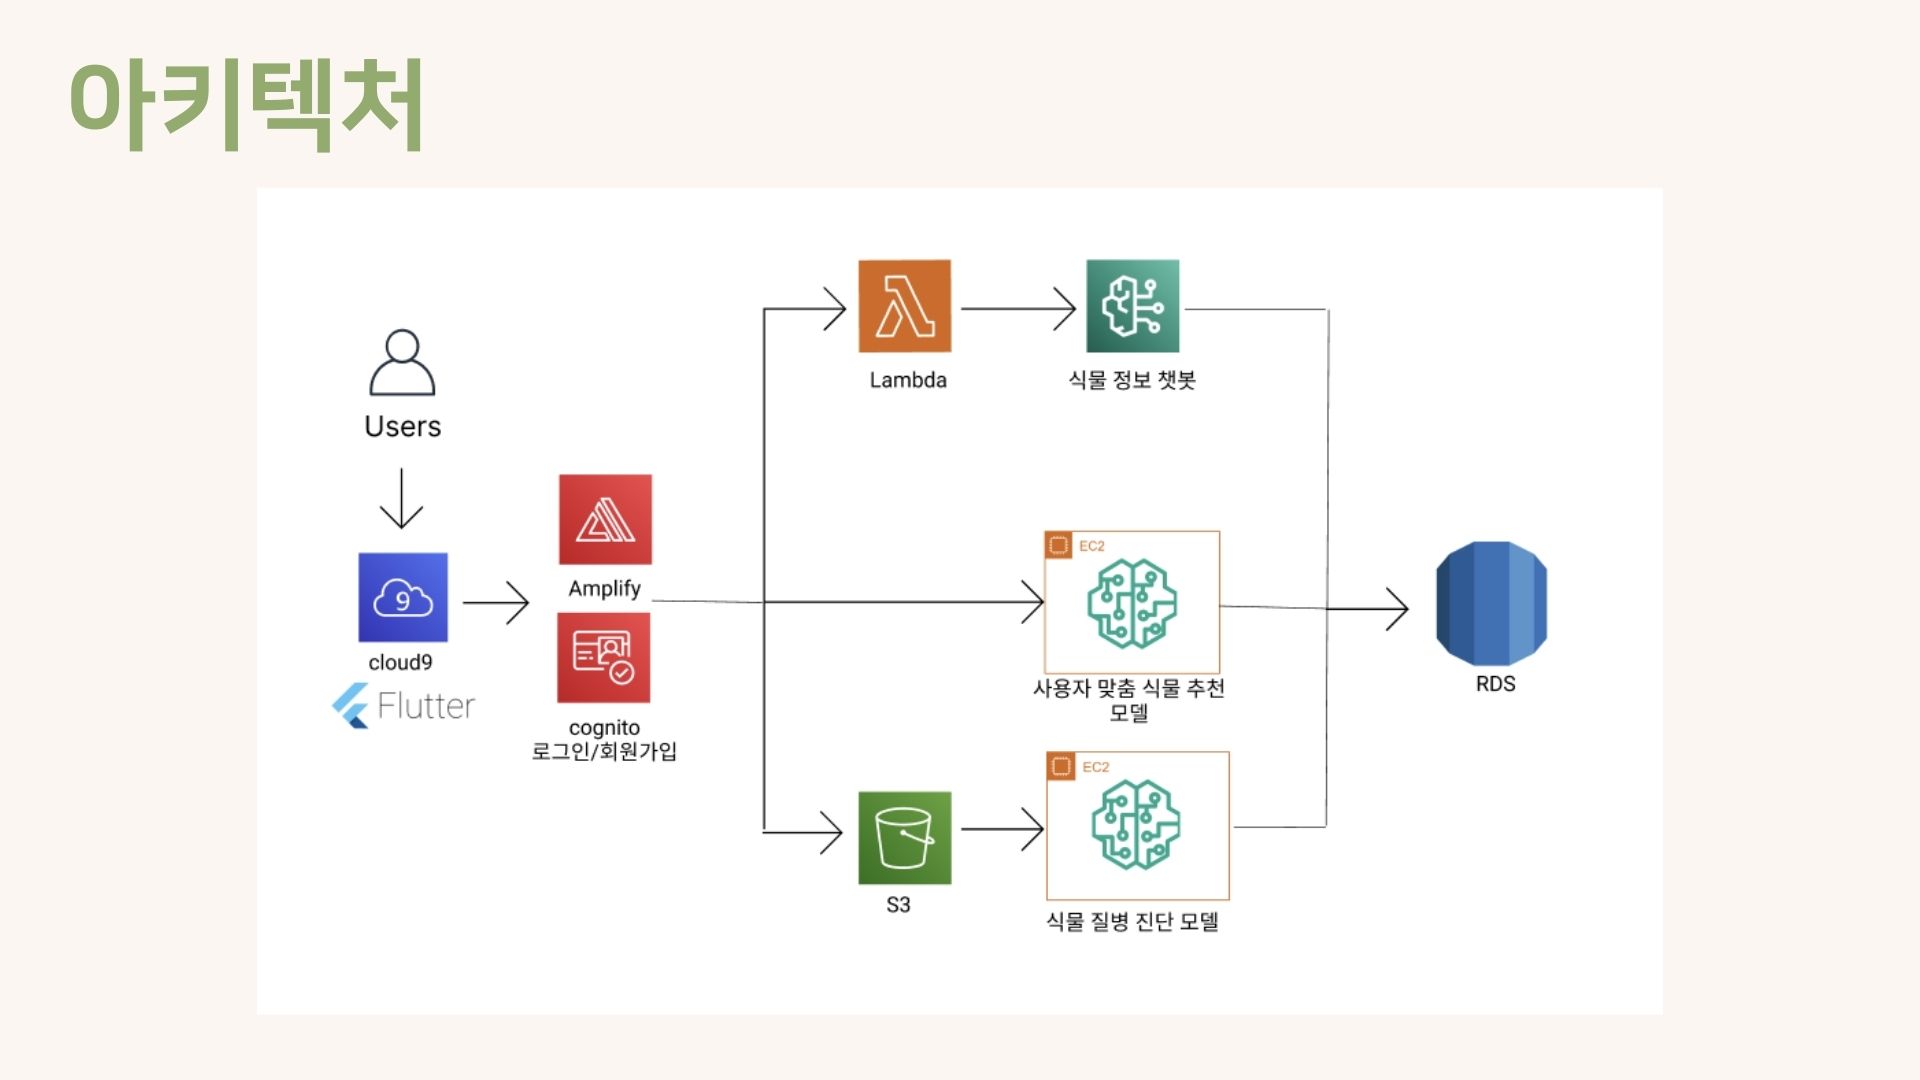 아키텍처
Users
9
cloud9
Flutter
Amplify
cognito
로그인/회원가입
Lambda
식물 정보 챗봇
EC2
사용자 맞춤 식물 추천
모델
S3
EC2
식물 질병 진단 모델
RDS